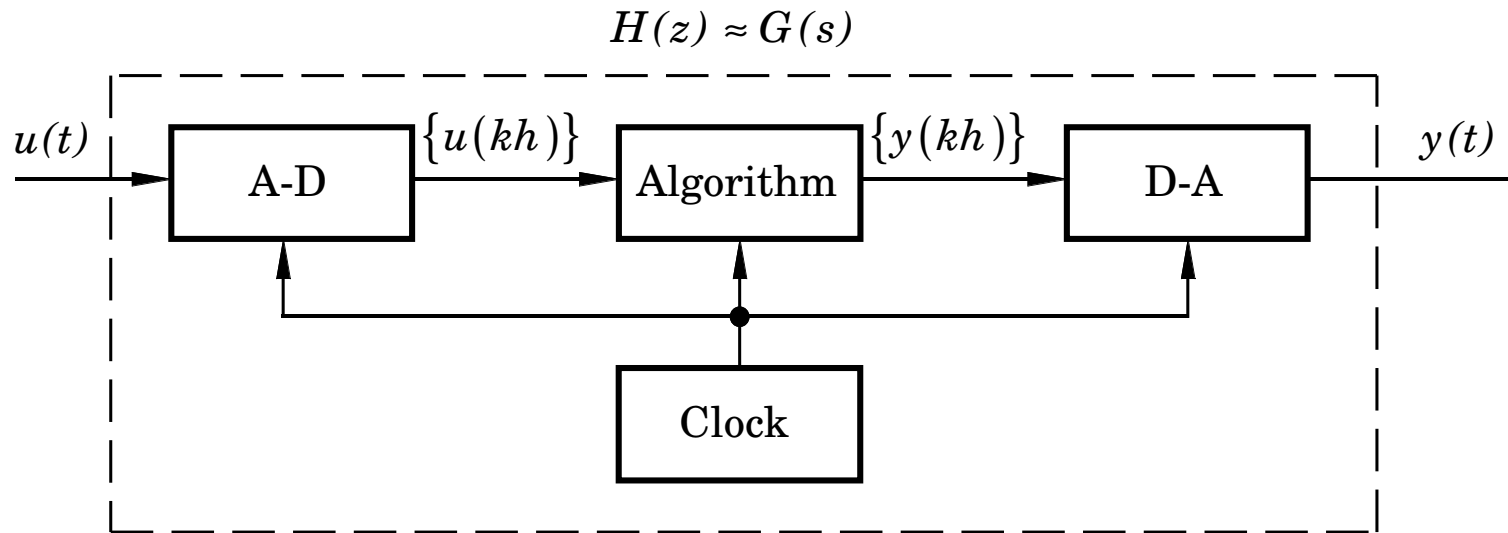 H(z) ≈ G(s)
u(t)
{u(kh)}
{y(kh)}
y(t)
A-D
Algorithm
D-A
Clock